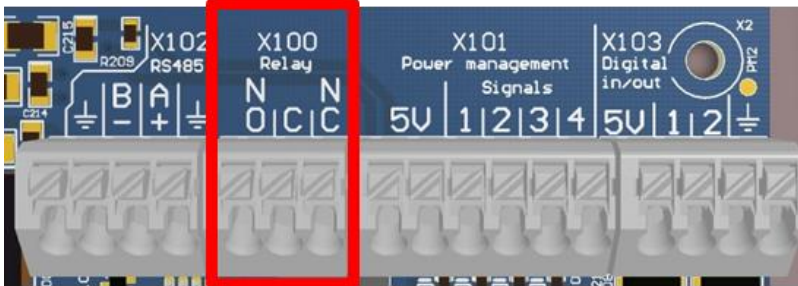 C215
R209
C214
X102
RS485
B A
- +
X100
Relay
N N
O|C|C
X101
Power management
Signals
5V|1|2|3|4
X103
Digital
in/out
5V|1|2
X2
PM2